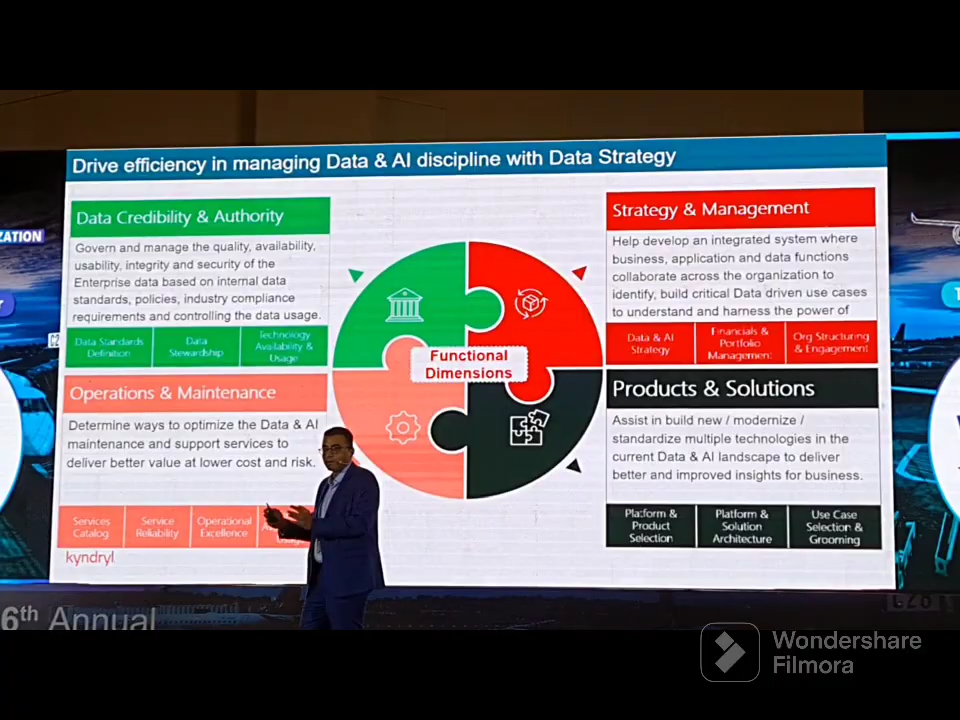 Drive efficiency in managing Data & AI discipline with Data Strategy
Data Credibility & Authority
Govern and manage the quality, availability,
usability, integrity and security of the
Enterprise data based on internal data
standards, policies, industry compliance
requirements and controlling the data usage.
Data Standards
Definition
Data
Stewardship
Technology
Availability &
Usage
Strategy & Management
Help develop an integrated system where
business, application and data functions
collaborate across the organization to
identify, build critical Data driven use cases
to understand and harness the power of
Data & AI
Strategy
Financials &
Portfolio
Management
Org Structuring
& Engagement
Functional
Dimensions
Operations & Maintenance
Determine ways to optimize the Data & AI
maintenance and support services to
deliver better value at lower cost and risk.
Services
Catalog
Service
Reliability
Operational
Excellence
Products & Solutions
Assist in build new / modernize /
standardize multiple technologies in the
current Data & AI landscape to deliver
better and improved insights for business.
Platform &
Product
Selection
Platform &
Solution
Architecture
Use Case
Selection &
Grooming
kyndryl
ZATION
6th Annual
Wondershare
Filmora